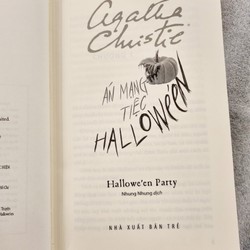 Agatha
Christie
ÁN MẠNG
TIỆC
HALLOWEEN
Hallowe'en Party
Nhung Nhung dịch
NHÀ XUẤT BẢN TRẺ